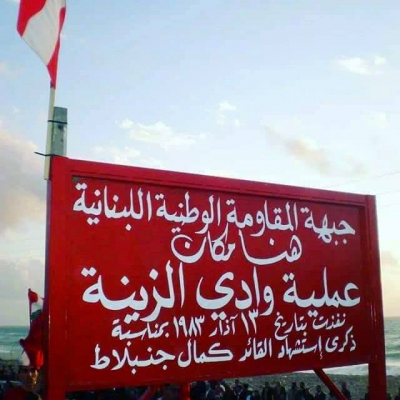 جبهة المقاومة الوطنية اللبنانية
هنا مكان
عملية وادي الزينة
نفذت بتاريخ ١٣ آذار ١٩٨٣ بمناسبة
ذكرى إستشهاد القائد كمال جنبلاط